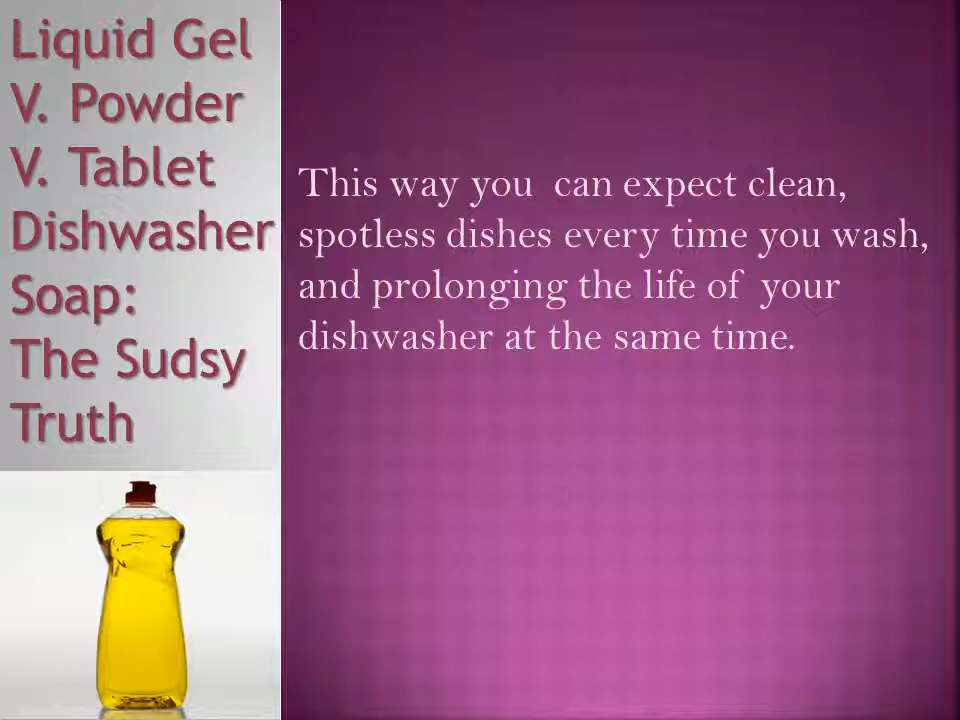 Liquid Gel
V. Powder
V. Tablet
Dishwasher
Soap:
The Sudsy
Truth
This way you  can expect clean,
spotless dishes every time you wash,
and prolonging the life of  your
dishwasher at the same time.